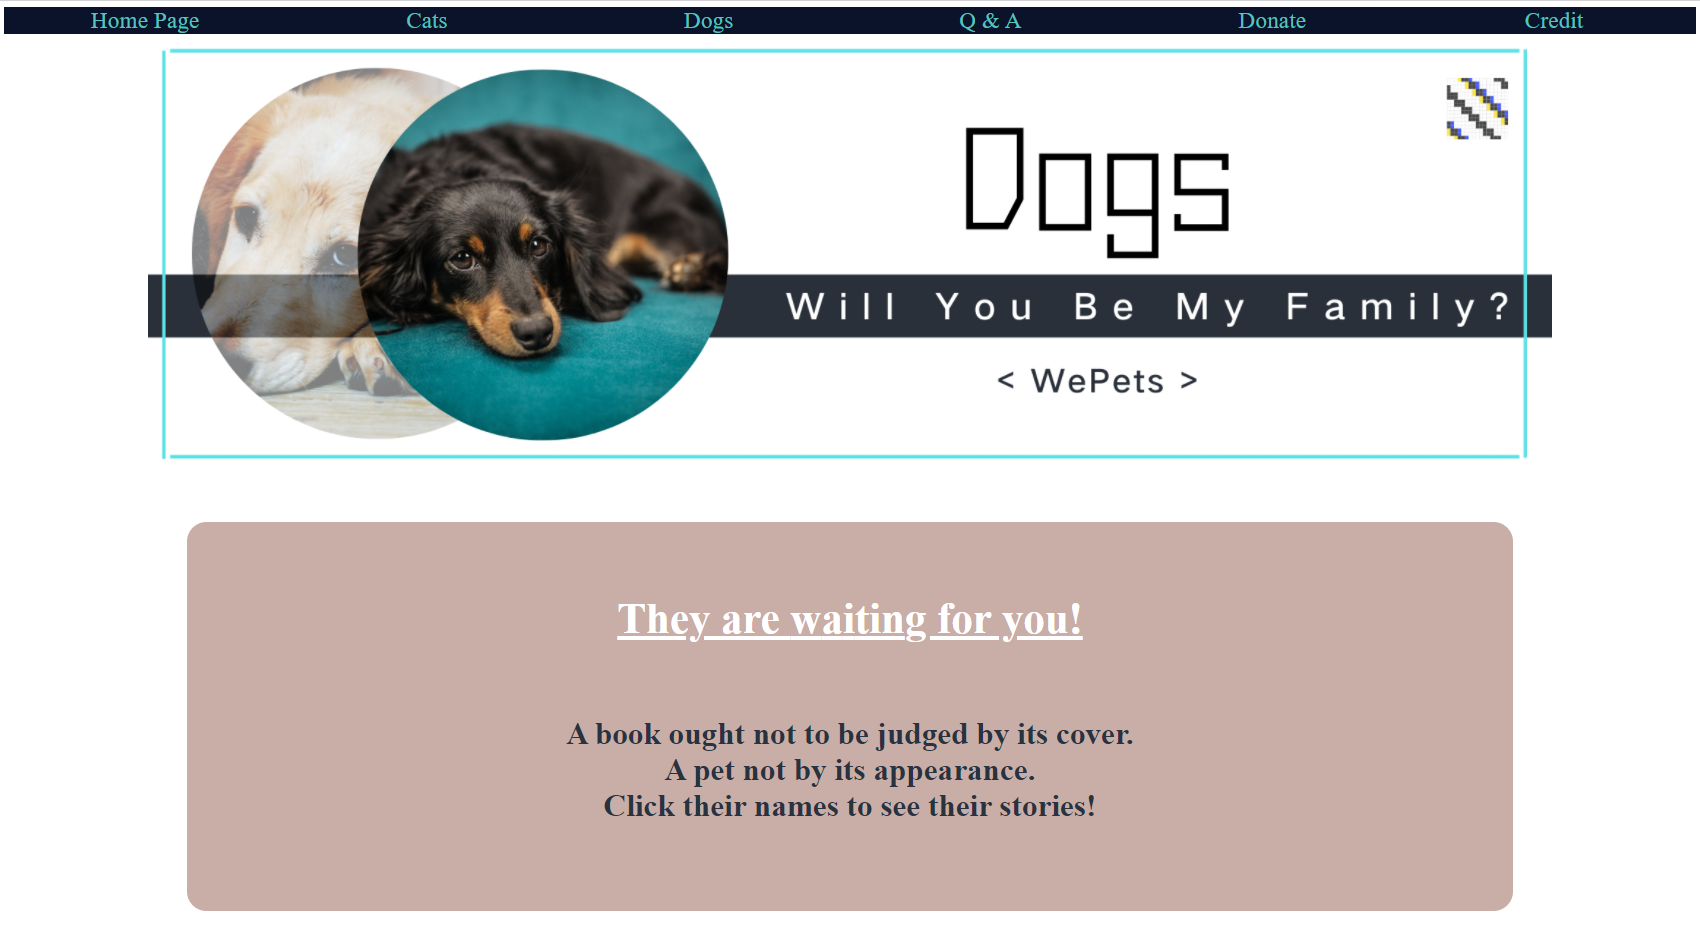 Home Page Cats Dogs Q & A Donate Credit
Dogs
Will You Be My Family?
< WePets >
They are waiting for you!
A book ought not to be judged by its cover.
A pet not by its appearance.
Click their names to see their stories!